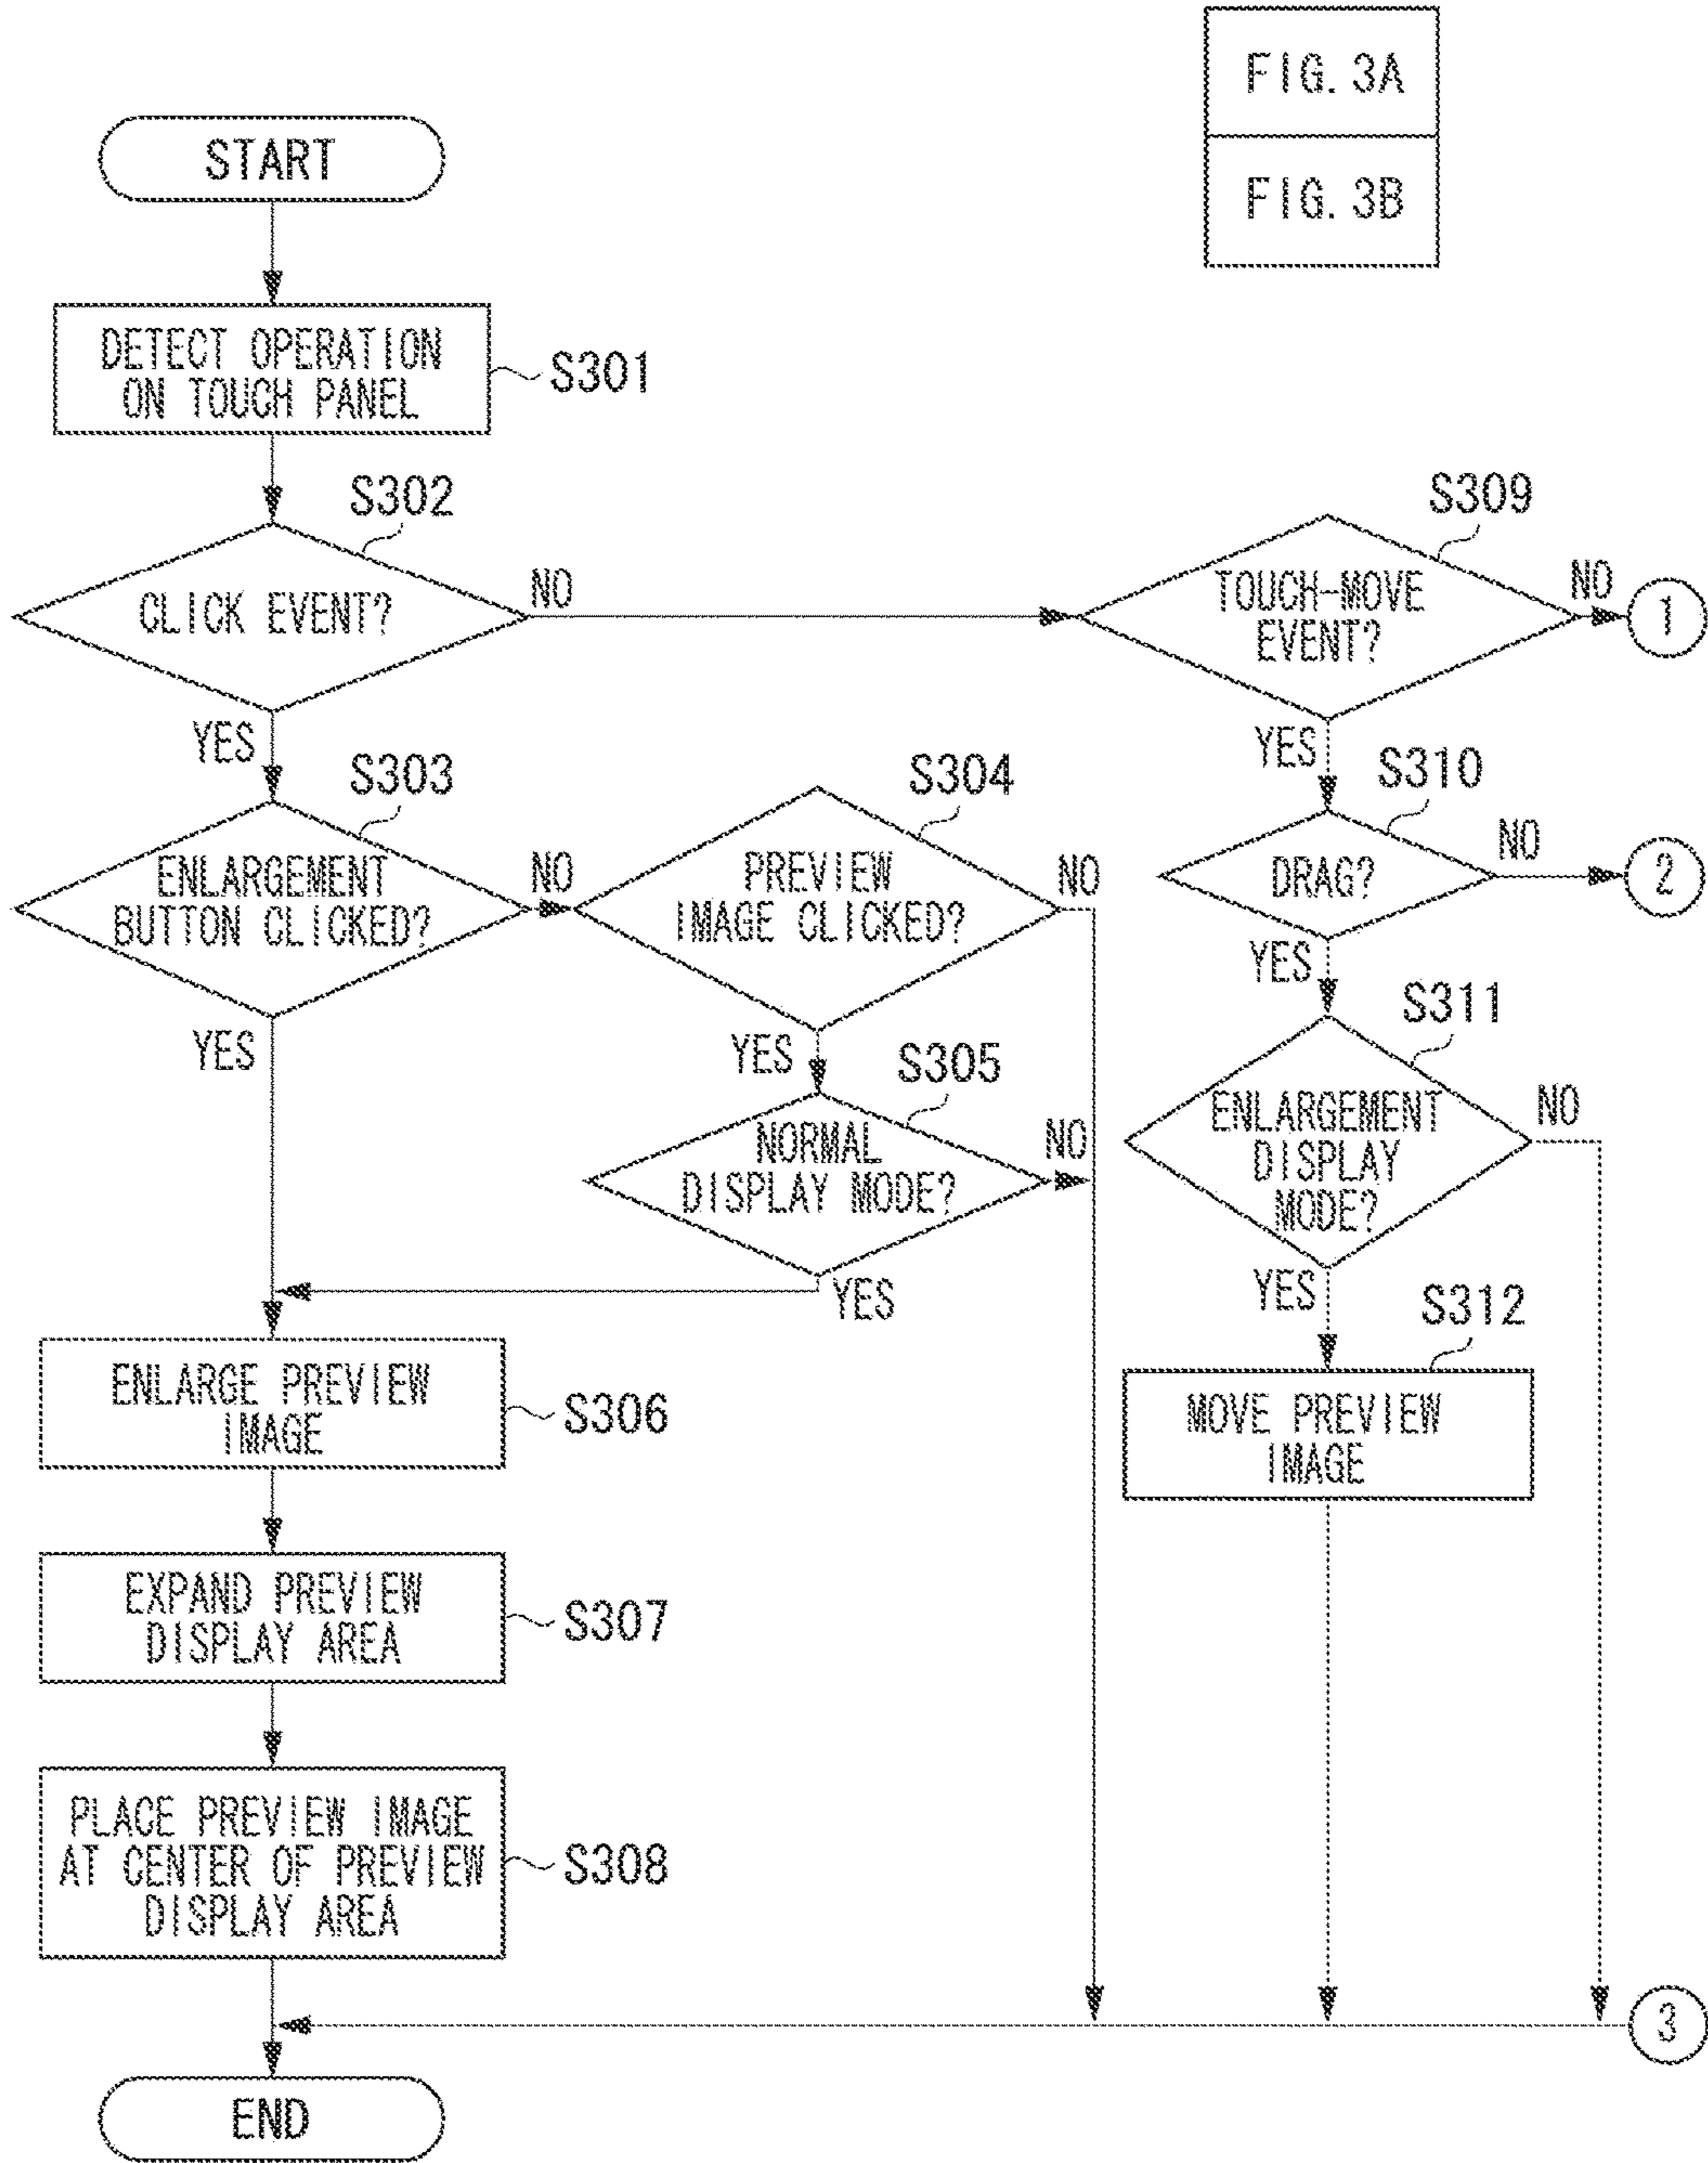 FIG. 3A
FIG. 3B
START
DETECT OPERATION
ON TOUCH PANEL
S301
S302
CLICK EVENT?
NO
YES
S309
TOUCH-MOVE
EVENT?
NO
1
YES
S303
ENLARGEMENT
BUTTON CLICKED?
NO
YES
S304
PREVIEW
IMAGE CLICKED?
NO
YES
S310
DRAG?
NO
2
YES
S305
NORMAL
DISPLAY MODE?
NO
YES
S311
ENLARGEMENT
DISPLAY
MODE?
NO
YES
S306
ENLARGE PREVIEW
IMAGE
S312
MOVE PREVIEW
IMAGE
EXPAND PREVIEW
DISPLAY AREA
S307
PLACE PREVIEW IMAGE
AT CENTER OF PREVIEW
DISPLAY AREA
S308
3
END